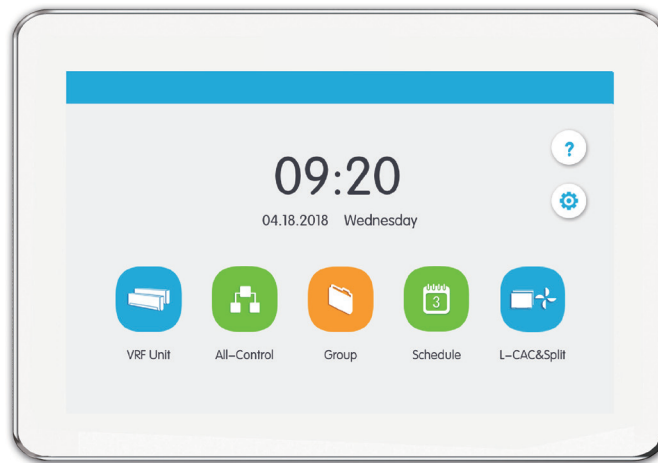 ?
09:20
04.18.2018 Wednesday
3
VRF Unit All-Control Group Schedule L-CAC&Split